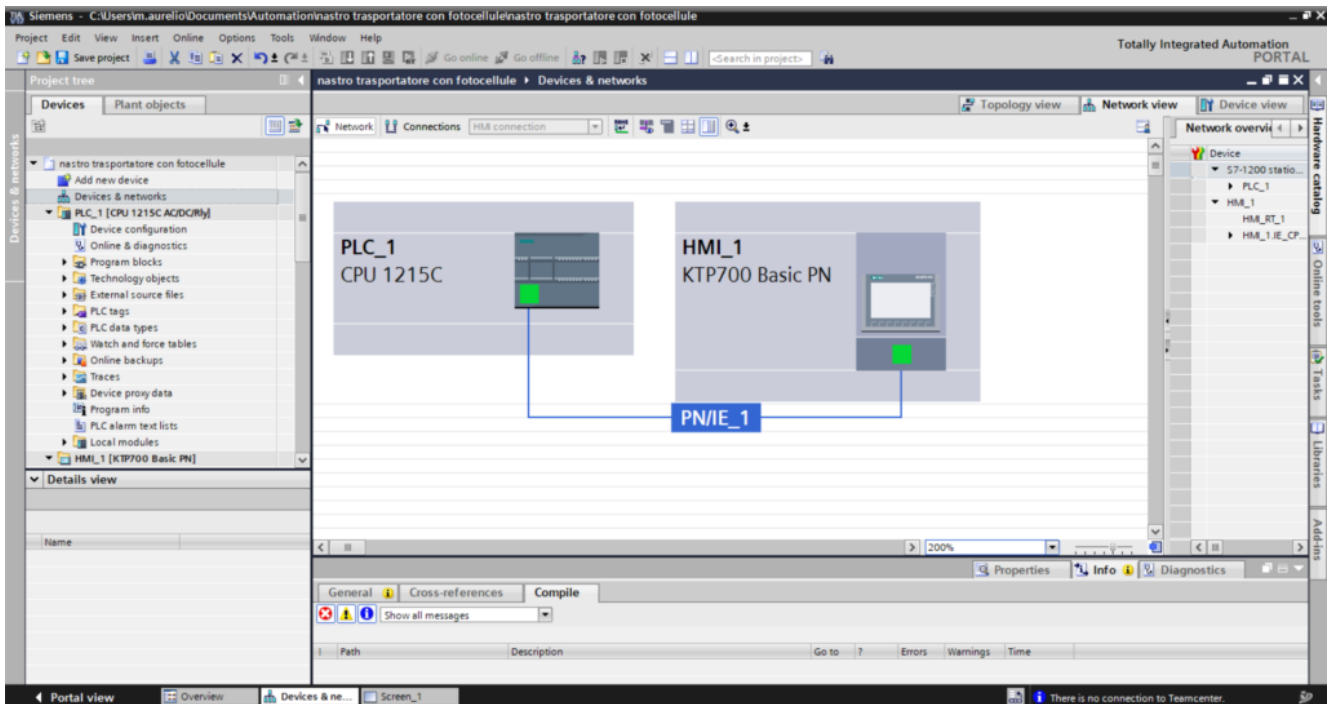 Siemens - C:\Users\m.aurelio\Documents\Automation\nastro trasportatore con fotocellule\nastro trasportatore con fotocellule
Project Edit View Insert Online Options Tools Window Help
Totally Integrated Automation
PORTAL
Save project Go online Go offline <Search in project>
Project tree
nastro trasportatore con fotocellule Devices & networks
Devices Plant objects
Topology view Network view Device view
Network Connections HMI connection
Network overvi
Devices & networks
nastro trasportatore con fotocellule
Add new device
Devices & networks
PLC_1 [CPU 1215C AC/DC/Rly]
Device configuration
Online & diagnostics
Program blocks
Technology objects
External source files
PLC tags
PLC data types
Watch and force tables
Online backups
Traces
Device proxy data
Program info
PLC alarm text lists
Local modules
HMI_1 [KTP700 Basic PN]
Details view
Name
PLC_1
CPU 1215C
HMI_1
KTP700 Basic PN
PN/IE_1
200%
Device
S7-1200 statio...
PLC_1
HMI_1
HMI_RT_1
HMI_1.IE_CP...
Hardware catalog
Online tools
Tasks
Libraries
Add-ins
Properties Info Diagnostics
General Cross-references Compile
Show all messages
! Path Description Go to ? Errors Warnings Time
Portal view Overview Devices & ne... Screen_1 There is no connection to Teamcenter.